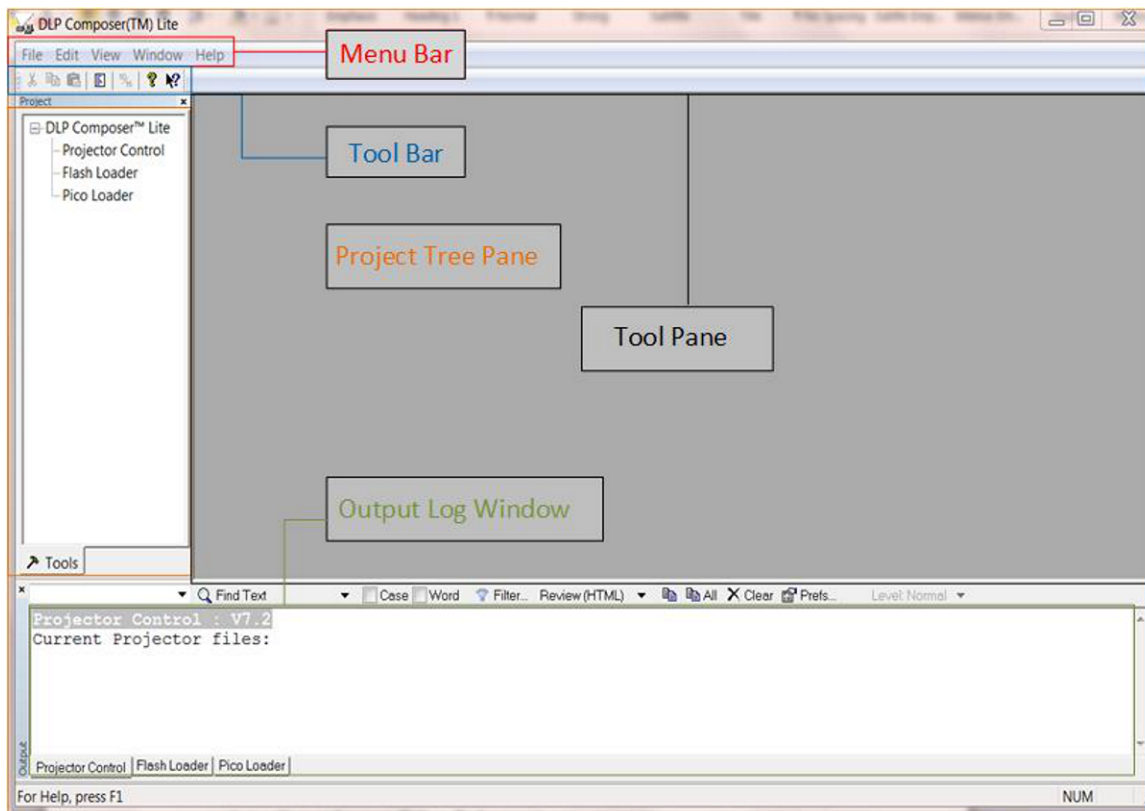 DLP Composer(TM) Lite
File Edit View Window Help
Menu Bar
Project
DLP Composer™ Lite
Projector Control
Flash Loader
Pico Loader
Tool Bar
Project Tree Pane
Tool Pane
Output Log Window
Tools
Find Text Case Word Filter... Review (HTML) All Clear Prefs... Level: Normal
Projector Control : V7.2
Current Projector files:
Output
Projector Control Flash Loader Pico Loader
For Help, press F1 NUM